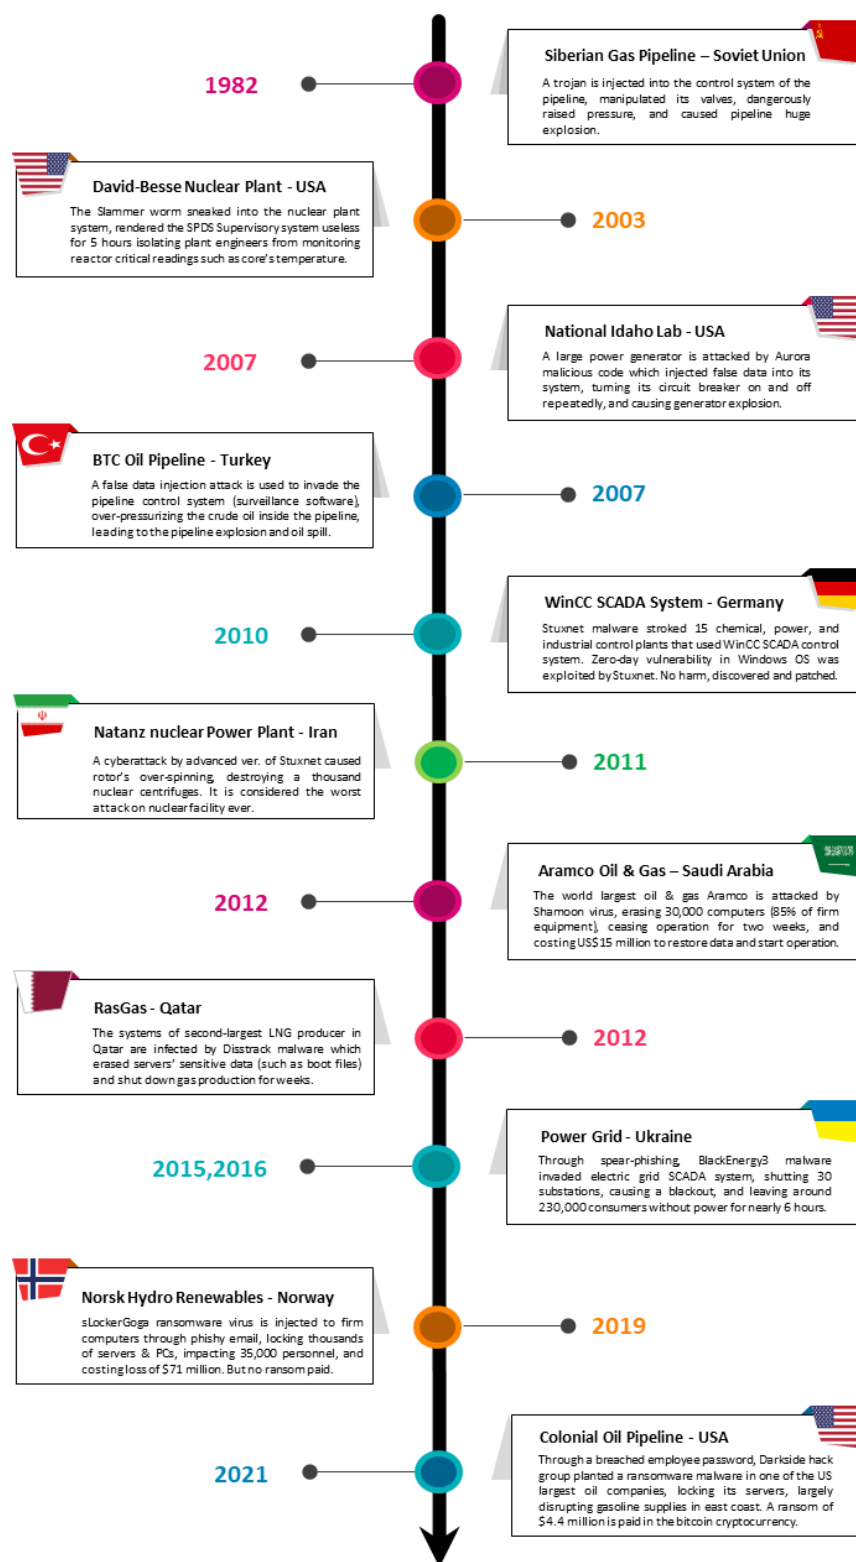 1982
Siberian Gas Pipeline – Soviet Union
A trojan is injected into the control system of the
pipeline, manipulated its valves, dangerously
raised pressure, and caused pipeline huge
explosion.
David-Besse Nuclear Plant - USA
The Slammer worm sneaked into the nuclear plant
system, rendered the SPDS Supervisory system useless
for 5 hours isolating plant engineers from monitoring
reactor critical readings such as core's temperature.
2003
2007
National Idaho Lab - USA
A large power generator is attacked by Aurora
malicious code which injected false data into its
system, turning its circuit breaker on and off
repeatedly, and causing generator explosion.
BTC Oil Pipeline - Turkey
A false data injection attack is used to invade the
pipeline control system (surveillance software),
over-pressurizing the crude oil inside the pipeline,
leading to the pipeline explosion and oil spill.
2007
2010
WinCC SCADA System - Germany
Stuxnet malware stroked 15 chemical, power, and
industrial control plants that used WinCC SCADA control
system. Zero-day vulnerability in Windows OS was
exploited by Stuxnet. No harm, discovered and patched.
Natanz nuclear Power Plant - Iran
A cyberattack by advanced ver. of Stuxnet caused
rotor's over-spinning, destroying a thousand
nuclear centrifuges. It is considered the worst
attack on nuclear facility ever.
2011
2012
Aramco Oil & Gas – Saudi Arabia
The world largest oil & gas Aramco is attacked by
Shamoon virus, erasing 30,000 computers (85% of firm
equipment), ceasing operation for two weeks, and
costing US$15 million to restore data and start operation.
RasGas - Qatar
The systems of second-largest LNG producer in
Qatar are infected by Disstrack malware which
erased servers' sensitive data (such as boot files)
and shut down gas production for weeks.
2012
2015,2016
Power Grid - Ukraine
Through spear-phishing, BlackEnergy3 malware
invaded electric grid SCADA system, shutting 30
substations, causing a blackout, and leaving around
230,000 consumers without power for nearly 6 hours.
Norsk Hydro Renewables - Norway
sLockerGoga ransomware virus is injected to firm
computers through phishy email, locking thousands
of servers & PCs, impacting 35,000 personnel, and
costing loss of $71 million. But no ransom paid.
2019
2021
Colonial Oil Pipeline - USA
Through a breached employee password, Darkside hack
group planted a ransomware malware in one of the US
largest oil companies, locking its servers, largely
disrupting gasoline supplies in east coast. A ransom of
$4.4 million is paid in the bitcoin cryptocurrency.